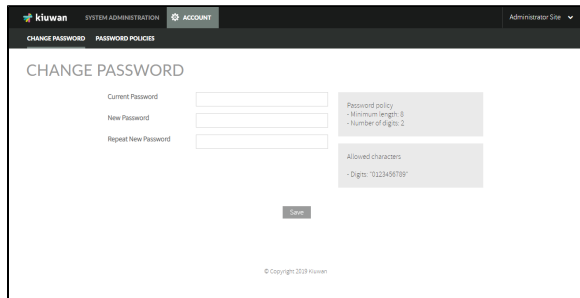 kiuwan SYSTEM ADMINISTRATION ACCOUNT Administrator Site
CHANGE PASSWORD PASSWORD POLICIES
CHANGE PASSWORD
Current Password
New Password
Repeat New Password
Password policy
- Minimum length: 8
- Number of digits: 2
Allowed characters
- Digits: "0123456789"
Save
© Copyright 2019 Kiuwan